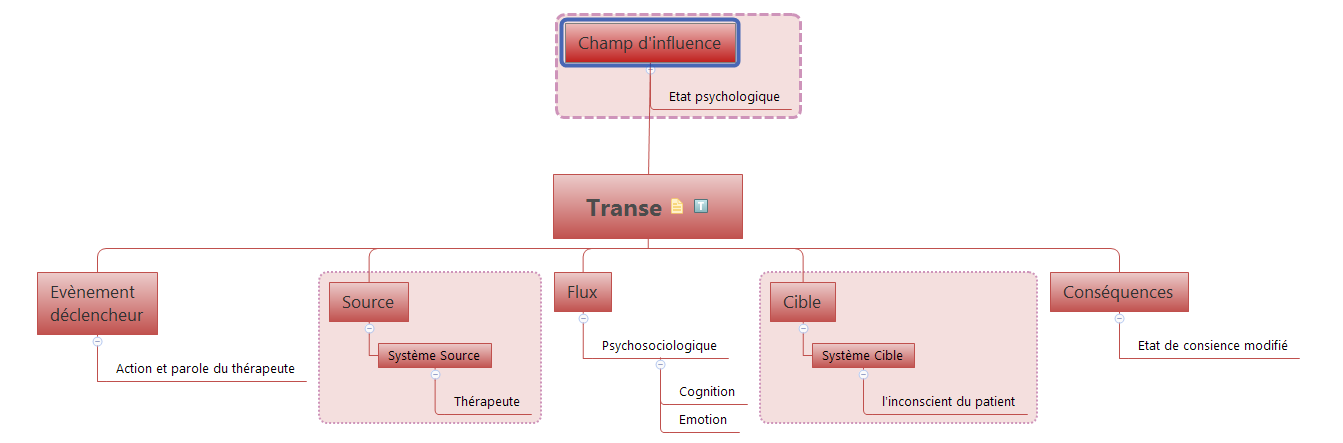 Champ d'influence
Etat psychologique
Transe
T
Evènement
déclencheur
Action et parole du thérapeute
Source
Système Source
Thérapeute
Flux
Psychosociologique
Cognition
Emotion
Cible
Système Cible
l'inconscient du patient
Conséquences
Etat de consience modifié